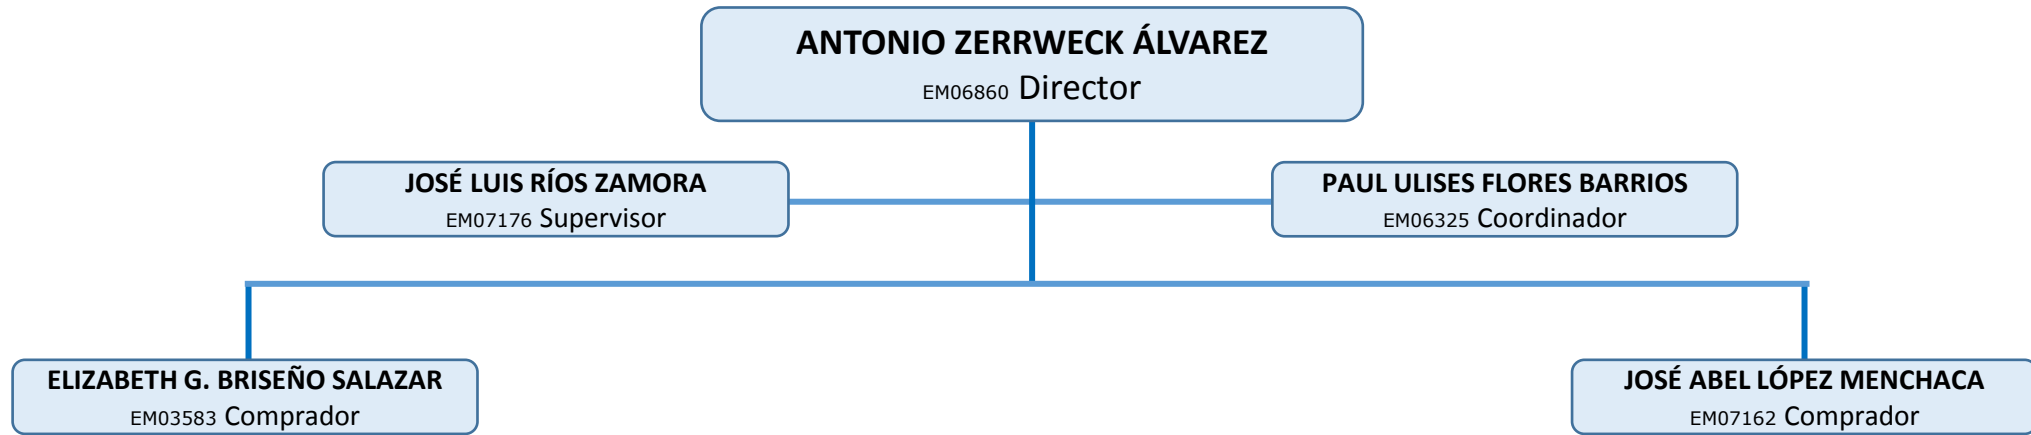 ANTONIO ZERRWECK ÁLVAREZ
EM06860 Director
JOSÉ LUIS RÍOS ZAMORA
EM07176 Supervisor
PAUL ULISES FLORES BARRIOS
EM06325 Coordinador
ELIZABETH G. BRISEÑO SALAZAR
EM03583 Comprador
JOSÉ ABEL LÓPEZ MENCHACA
EM07162 Comprador